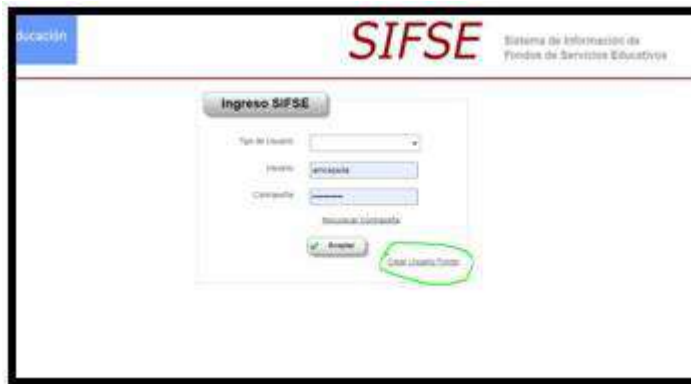 ducación
SIFSE
Sistema de Información de
Fondos de Servicios Educativos
Ingreso SIFSE
Tipo de Usuario
Usuario
Contraseña
Recuperar Contraseña
Aceptar
Crear Usuario Fondo